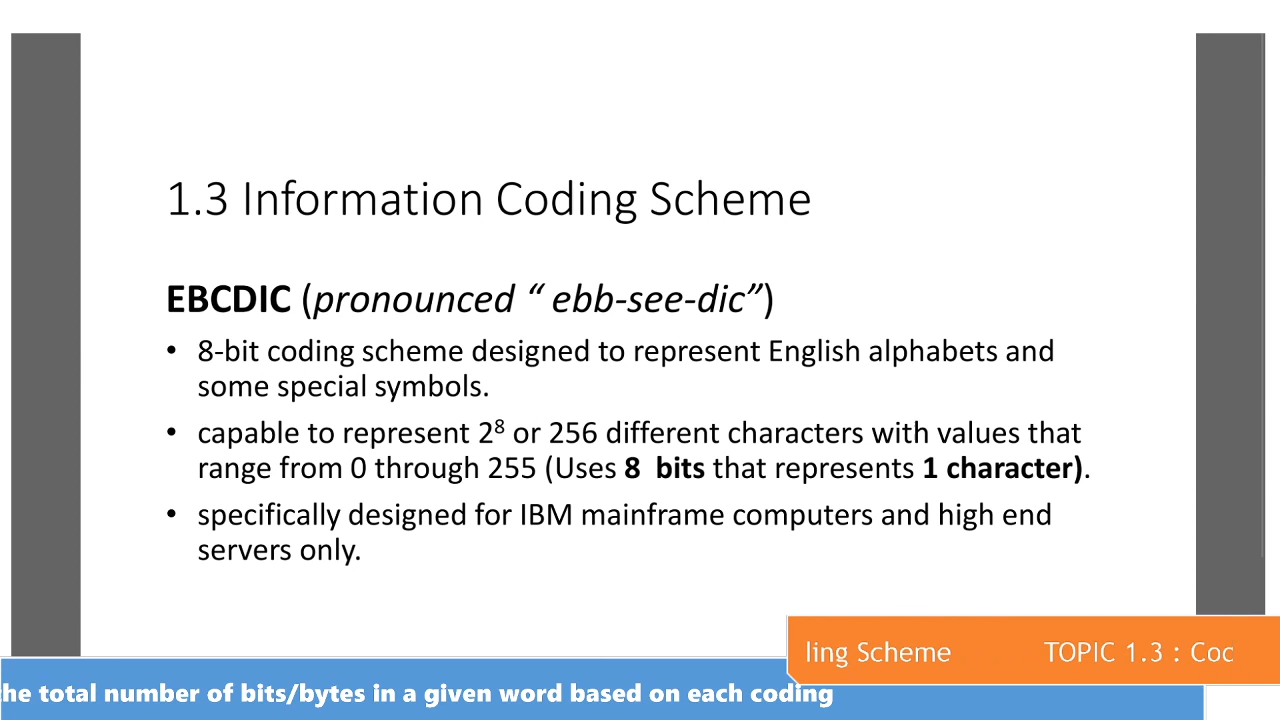 1.3 Information Coding Scheme
EBCDIC (pronounced “ ebb-see-dic”)
• 8-bit coding scheme designed to represent English alphabets and
some special symbols.
• capable to represent 2⁸ or 256 different characters with values that
range from 0 through 255 (Uses 8 bits that represents 1 character).
• specifically designed for IBM mainframe computers and high end
servers only.
ling Scheme TOPIC 1.3 : Coc
the total number of bits/bytes in a given word based on each coding